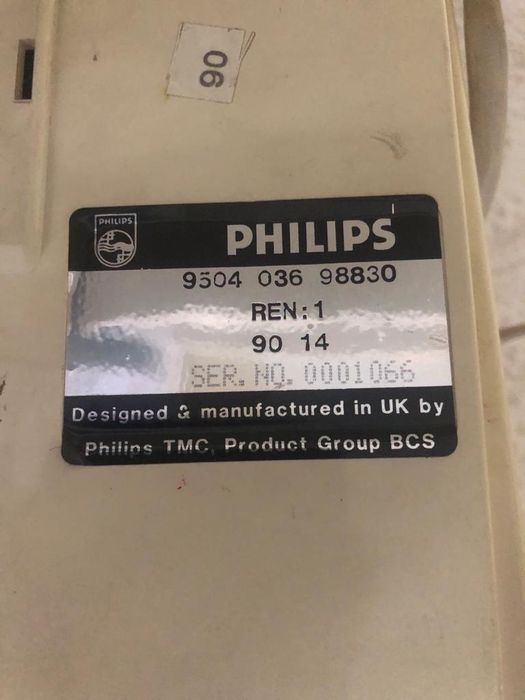 90
PHILIPS
PHILIPS
9504 036 98830
REN:1
90 14
SER.NO. 0001066
Designed & manufactured in UK by
Philips TMC, Product Group BCS